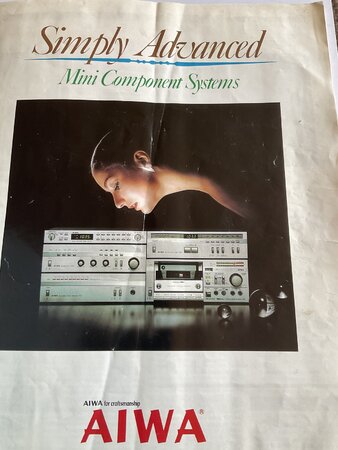 Simply Advanced
Mini Component Systems
AIWA for craftsmanship
AIWA®